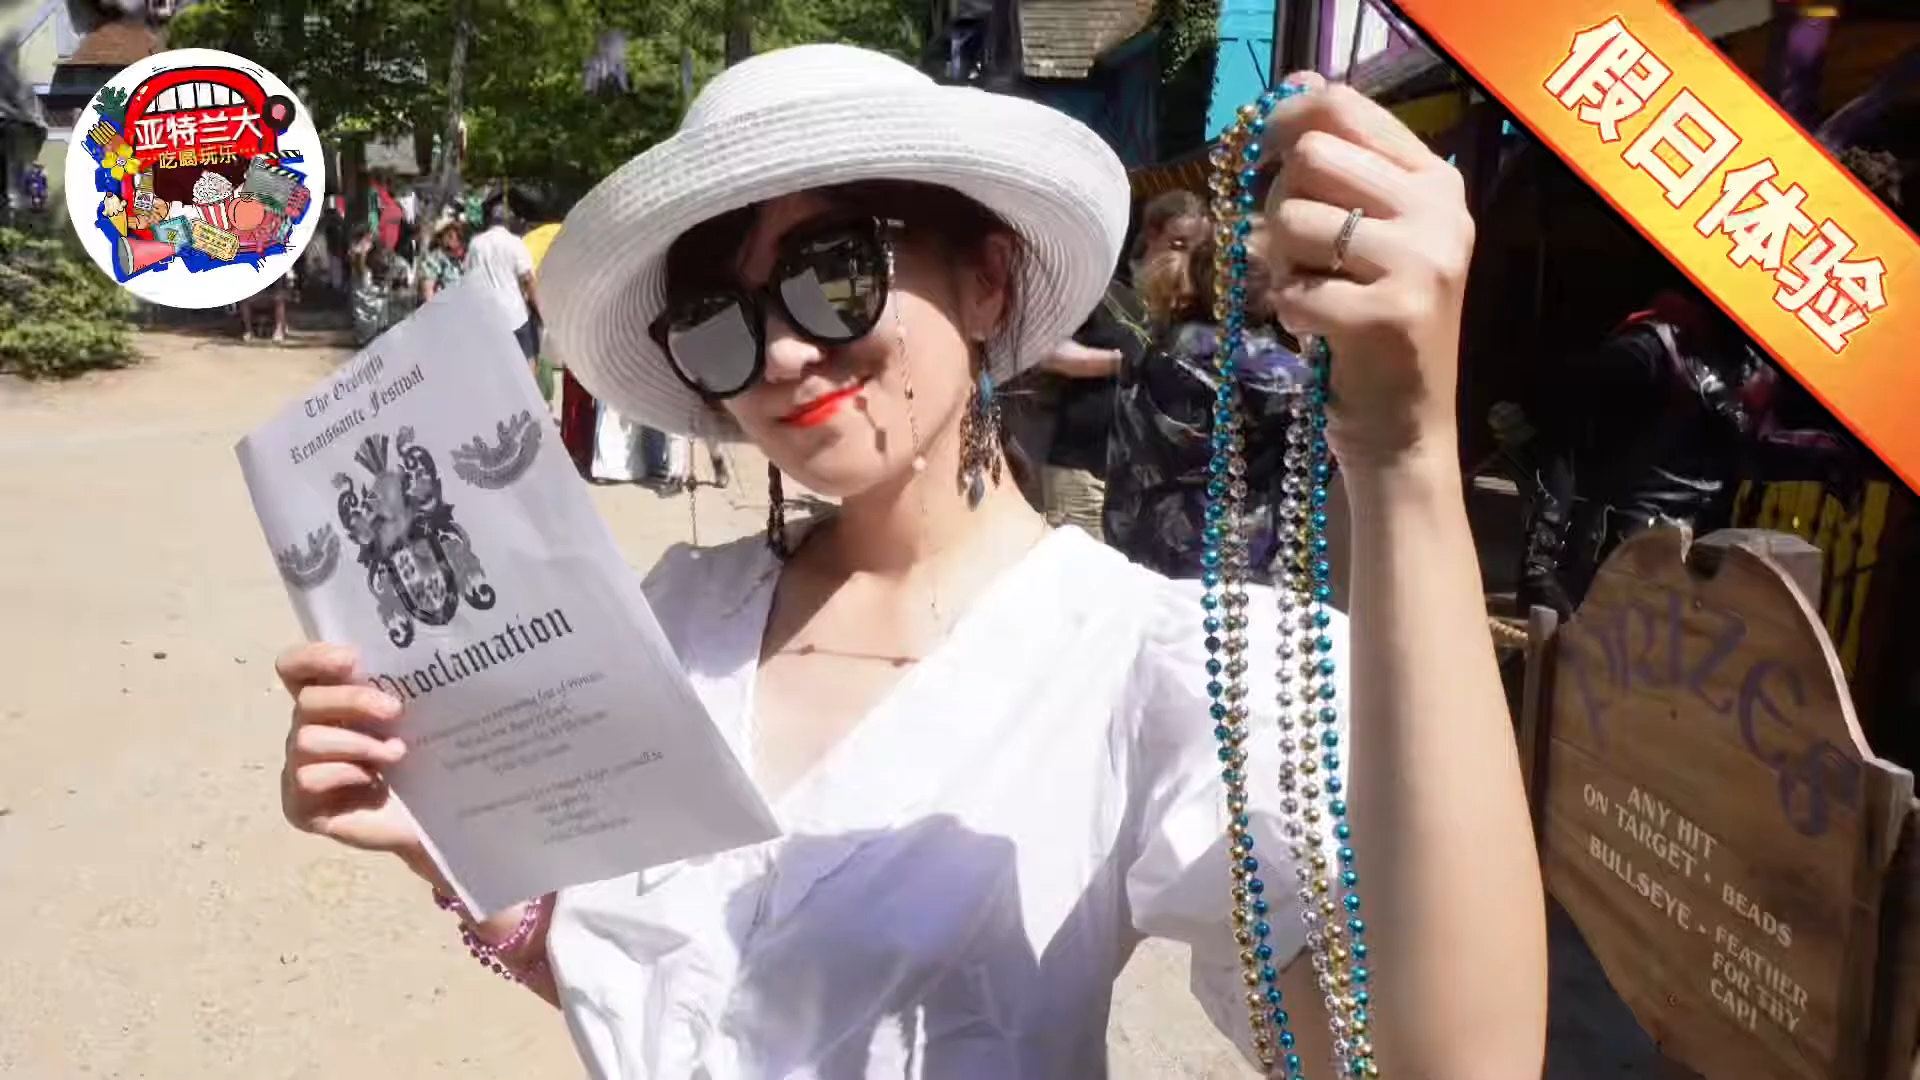 亚特兰大
吃喝玩乐
假日体验
The Georgia
Renaissance Festival
Proclamation
PRIZES
ANY HIT
ON TARGET • BEADS
BULLSEYE • FEATHER
FOR THY
CAP!